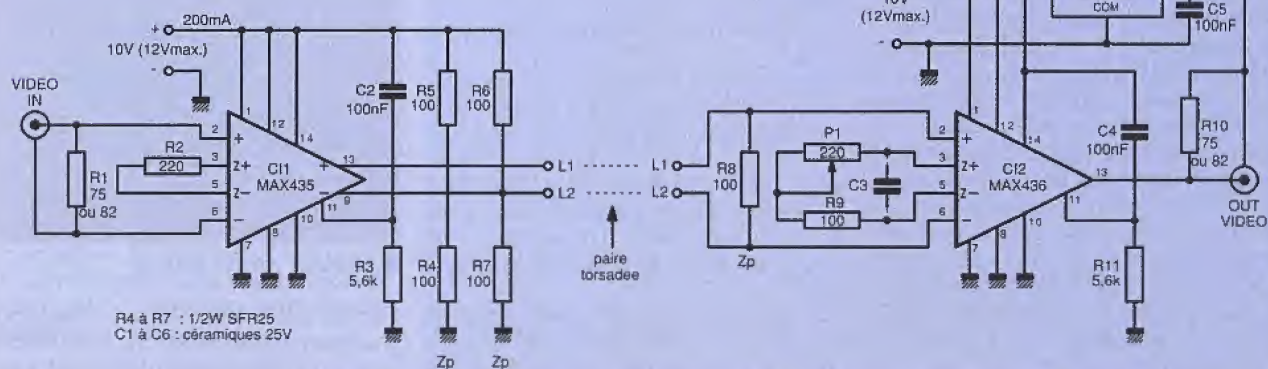 + 200mA
10V (12Vmax.)
-
VIDEO
IN
R1
75
ou 82
R2
220
2
3
5
6
+
Z+
Z-
-
1
12
14
CI1
MAX435
+
-
13
9
11
10
8
7
C2
100nF
R5
100
R6
100
R3
5,6k
R4
100
R7
100
Zp
Zp
L1
L2
paire
torsadee
L1
L2
R8
100
Zp
P1
220
C3
R9
100
(12Vmax.)
-
COM
C5
100nF
1
12
14
2
3
5
6
+
Z+
Z-
-
CI2
MAX436
13
11
10
8
7
C4
100nF
R10
75
ou 82
R11
5,6k
OUT
VIDEO
R4 à R7 : 1/2W SFR25
C1 à C6 : céramiques 25V